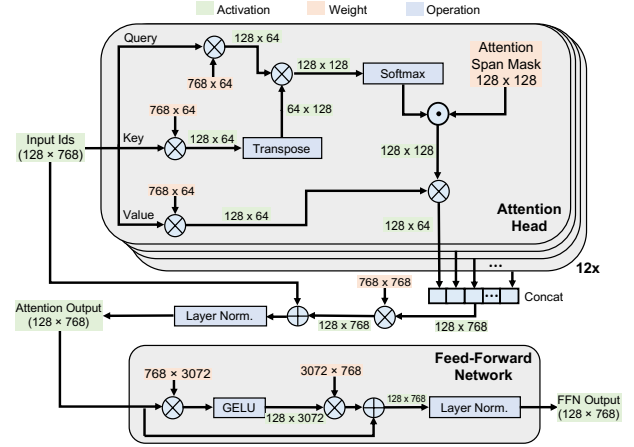 Activation
Weight
Operation
Query
128 x 64
768 x 64
128 x 128
Softmax
Attention
Span Mask
128 x 128
64 x 128
768 x 64
Input Ids
(128 × 768)
Key
128 x 64
Transpose
128 x 128
768 x 64
Value
128 x 64
128 x 64
Attention
Head
...
12x
768 x 768
Concat
Attention Output
(128 × 768)
Layer Norm.
128 x 768
128 x 768
Feed-Forward
Network
768 × 3072
3072 × 768
GELU
128 x 3072
128 x 768
Layer Norm.
FFN Output
(128 × 768)